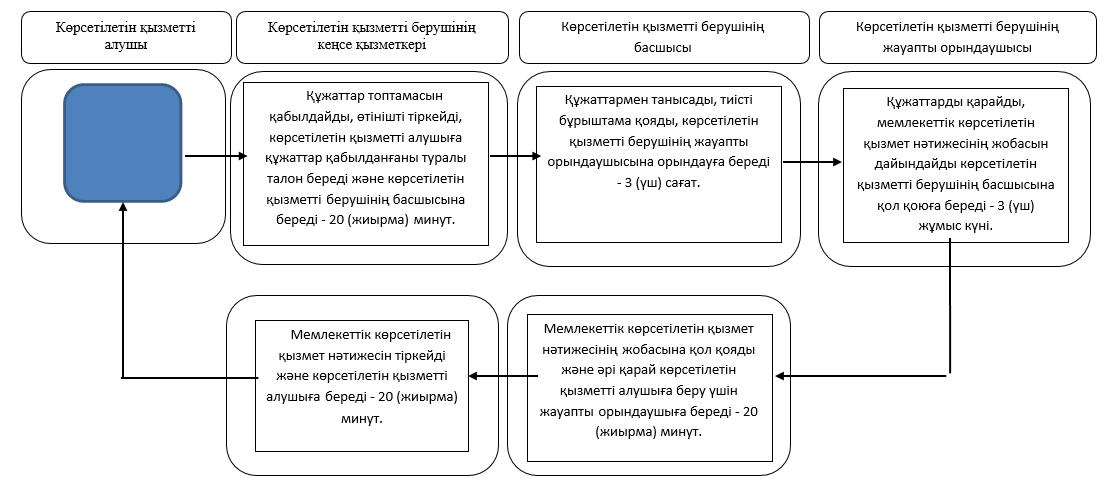 Көрсетілетін қызметті
алушы
Көрсетілетін қызметті берушінің
кеңсе қызметкері
Көрсетілетін қызметті берушінің
басшысы
Көрсетілетін қызметті берушінің
жауапты орындаушысы
Құжаттар топтамасын
қабылдайды, өтінішті тіркейді,
көрсетілетін қызметті алушыға
құжаттар қабылданғаны туралы
талон береді және көрсетілетін
қызметті берушінің басшысына
береді - 20 (жиырма) минут.
Құжаттармен танысады, тиісті
бұрыштама қояды, көрсетілетін
қызметті берушінің жауапты
орындаушысына орындауға береді
- 3 (үш) сағат.
Құжаттарды қарайды,
мемлекеттік көрсетілетін
қызмет нәтижесінің жобасын
дайындайды көрсетілетін
қызметті берушінің басшысына
қол қоюға береді - 3 (үш)
жұмыс күні.
Мемлекеттік көрсетілетін
қызмет нәтижесін тіркейді
және көрсетілетін қызметті
алушыға береді - 20 (жиырма)
минут.
Мемлекеттік көрсетілетін қызмет
нәтижесінің жобасына қол қояды
және әрі қарай көрсетілетін
қызметті алушыға беру үшін
жауапты орындаушыға береді - 20
(жиырма) минут.